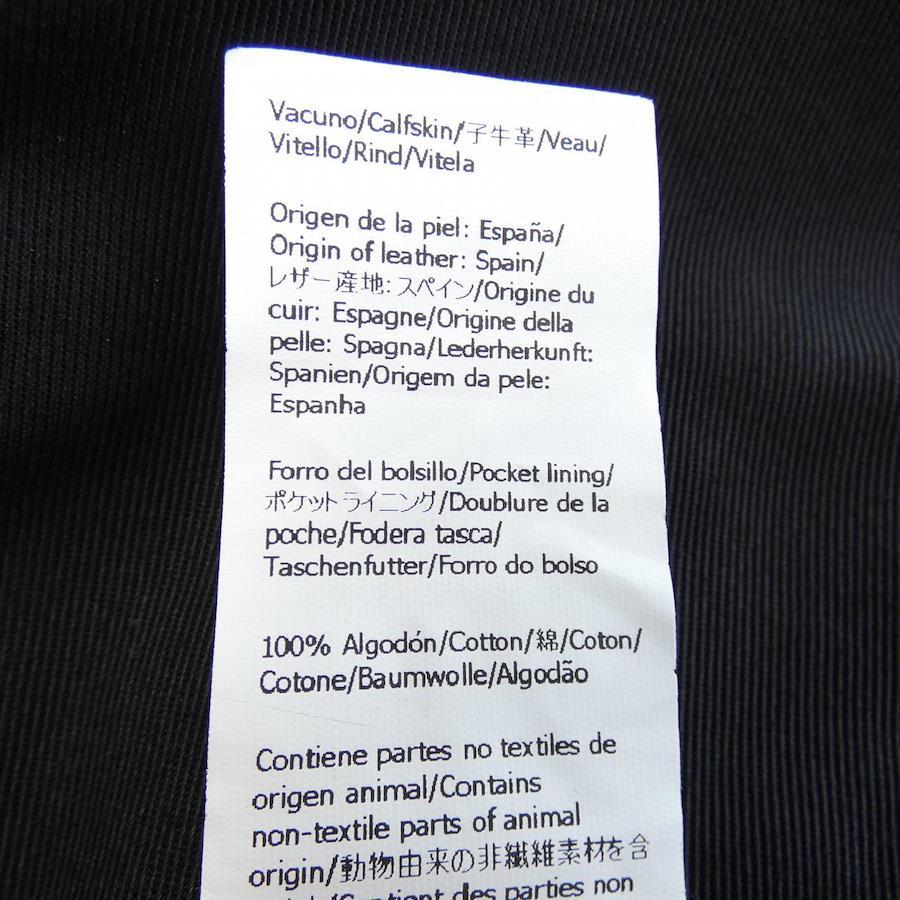 Vacuno/Calfskin/子牛革/Veau/
Vitello/Rind/Vitela
Origen de la piel: España/
Origin of leather: Spain/
レザー産地: スペイン/Origine du
cuir: Espagne/Origine della
pelle: Spagna/Lederherkunft:
Spanien/Origem da pele:
Espanha
Forro del bolsillo/Pocket lining/
ポケットライニング/Doublure de la
poche/Fodera tasca/
Taschenfutter/Forro do bolso
100% Algodón/Cotton/綿/Coton/
Cotone/Baumwolle/Algodão
Contiene partes no textiles de
origen animal/Contains
non-textile parts of animal
origin/動物由来の非繊維素材を含
des parties non